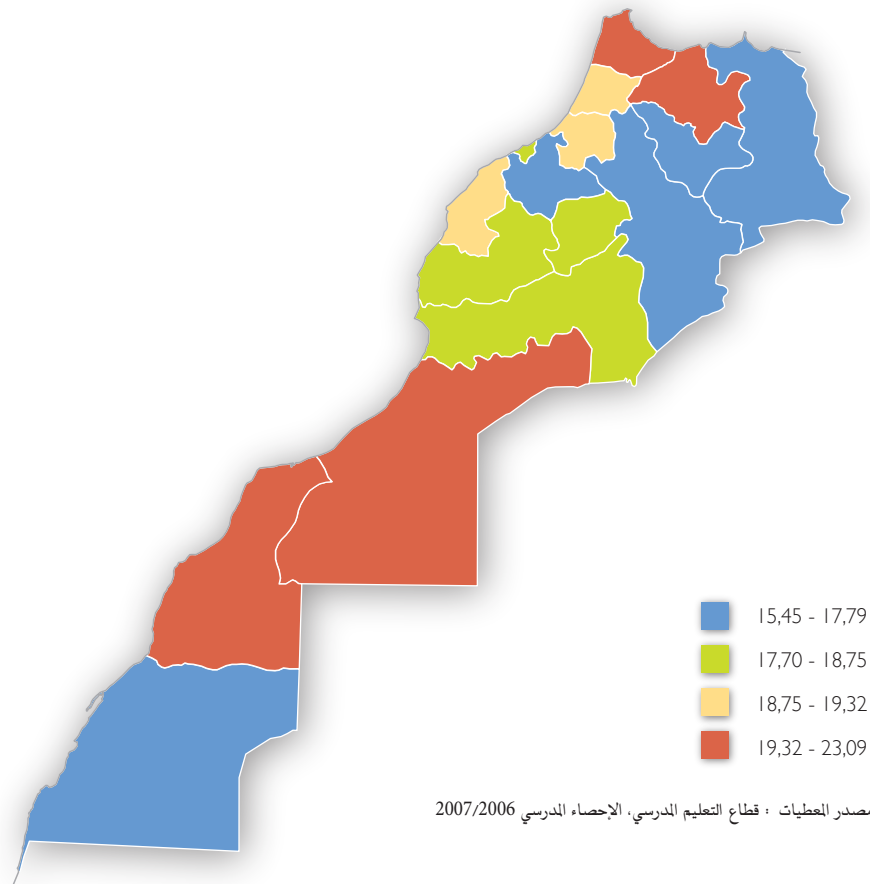 15,45 - 17,79
17,70 - 18,75
18,75 - 19,32
19,32 - 23,09
مصدر المعطيات : قطاع التعليم المدرسي، الإحصاء المدرسي 2007/2006